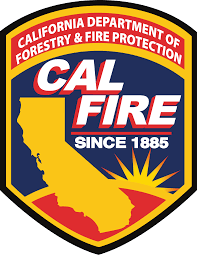 CALIFORNIA DEPARTMENT OF
FORESTRY & FIRE PROTECTION
CAL
FIRE
SINCE 1885